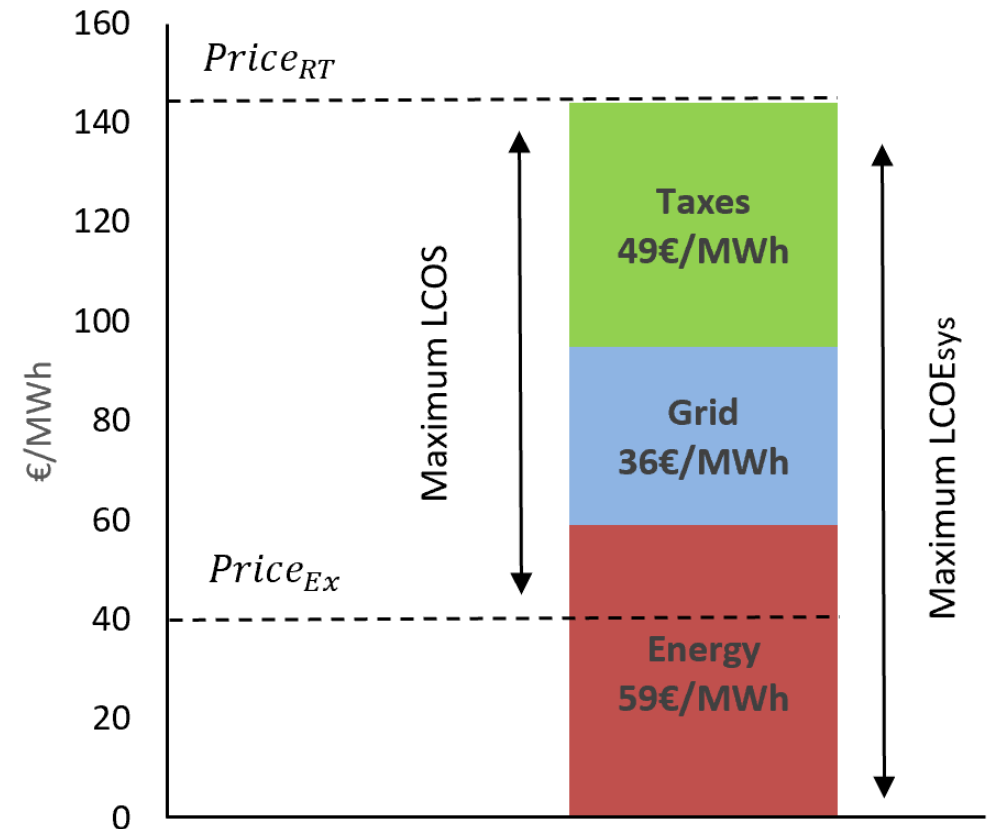 160
140
120
100
80
60
40
20
0
€/MWh
Price_RT
Price_Ex
Maximum LCOS
Taxes
49€/MWh
Grid
36€/MWh
Energy
59€/MWh
Maximum LCOEsys